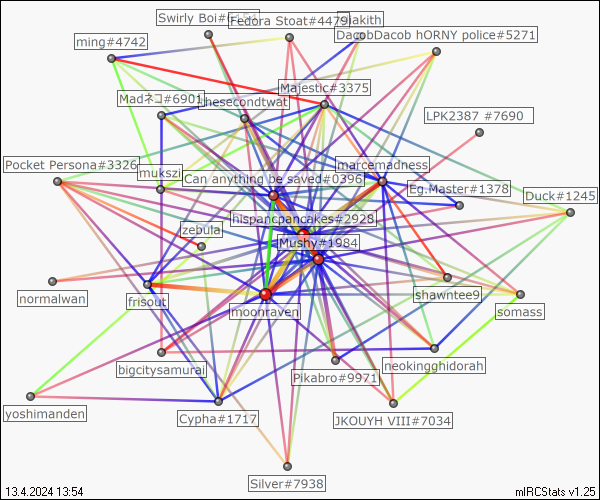 Swirly Boi#
Fedora Stoat#4479
jakith
DacobDacob hORNY police#5271
ming#4742
Majestic#3375
Madネコ#6901
thesecondtwat
LPK2387 #7690
marcemadness
Pocket Persona#3326
mukszi
Can anything be saved#0396
Eg.Master#1378
Duck#1245
hispancpancakes#2928
zebula
Mushy#1984
normalwan
frisout
moonraven
shawntee9
somass
bigcitysamurai
Pikabro#9971
neokingghidorah
yoshimanden
Cypha#1717
JKOUYH VIII#7034
Silver#7938
13.4.2024 13:54
mIRCStats v1.25